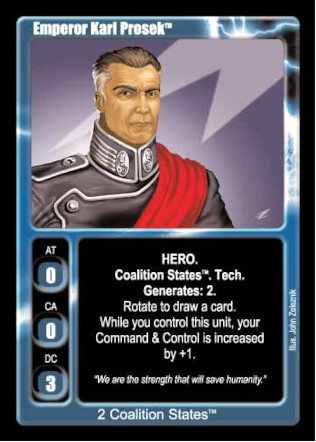 Emperor Karl Prosek™
AT
0
CA
0
DC
3
HERO.
Coalition States™. Tech.
Generates: 2.
Rotate to draw a card.
While you control this unit, your
Command & Control is increased
by +1.
"We are the strength that will save humanity."
Illus. John Zeleznik
2 Coalition States™